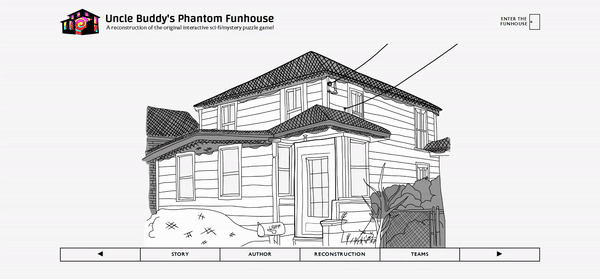 Uncle Buddy's Phantom Funhouse
A reconstruction of the original interactive sci-fi/mystery puzzle game!
ENTER THE
FUNHOUSE
STORY
AUTHOR
RECONSTRUCTION
TEAMS